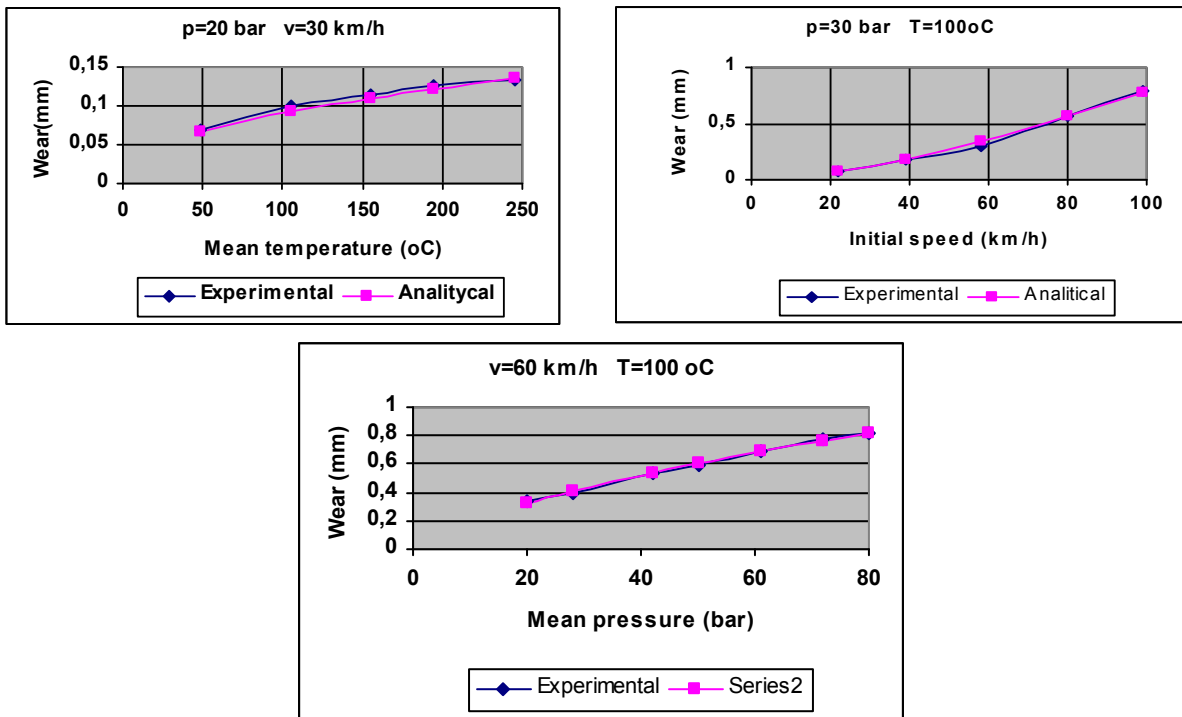 p=20 bar v=30 km/h
0,15
0,1
0,05
0
Wear(mm)
0 50 100 150 200 250
Mean temperature (oC)
Experimental Analitycal
p=30 bar T=100oC
1
0,5
0
Wear (mm)
0 20 40 60 80 100
Initial speed (km/h)
Experimental Analitical
v=60 km/h T=100 oC
1
0,8
0,6
0,4
0,2
0
Wear (mm)
0 20 40 60 80
Mean pressure (bar)
Experimental Series2